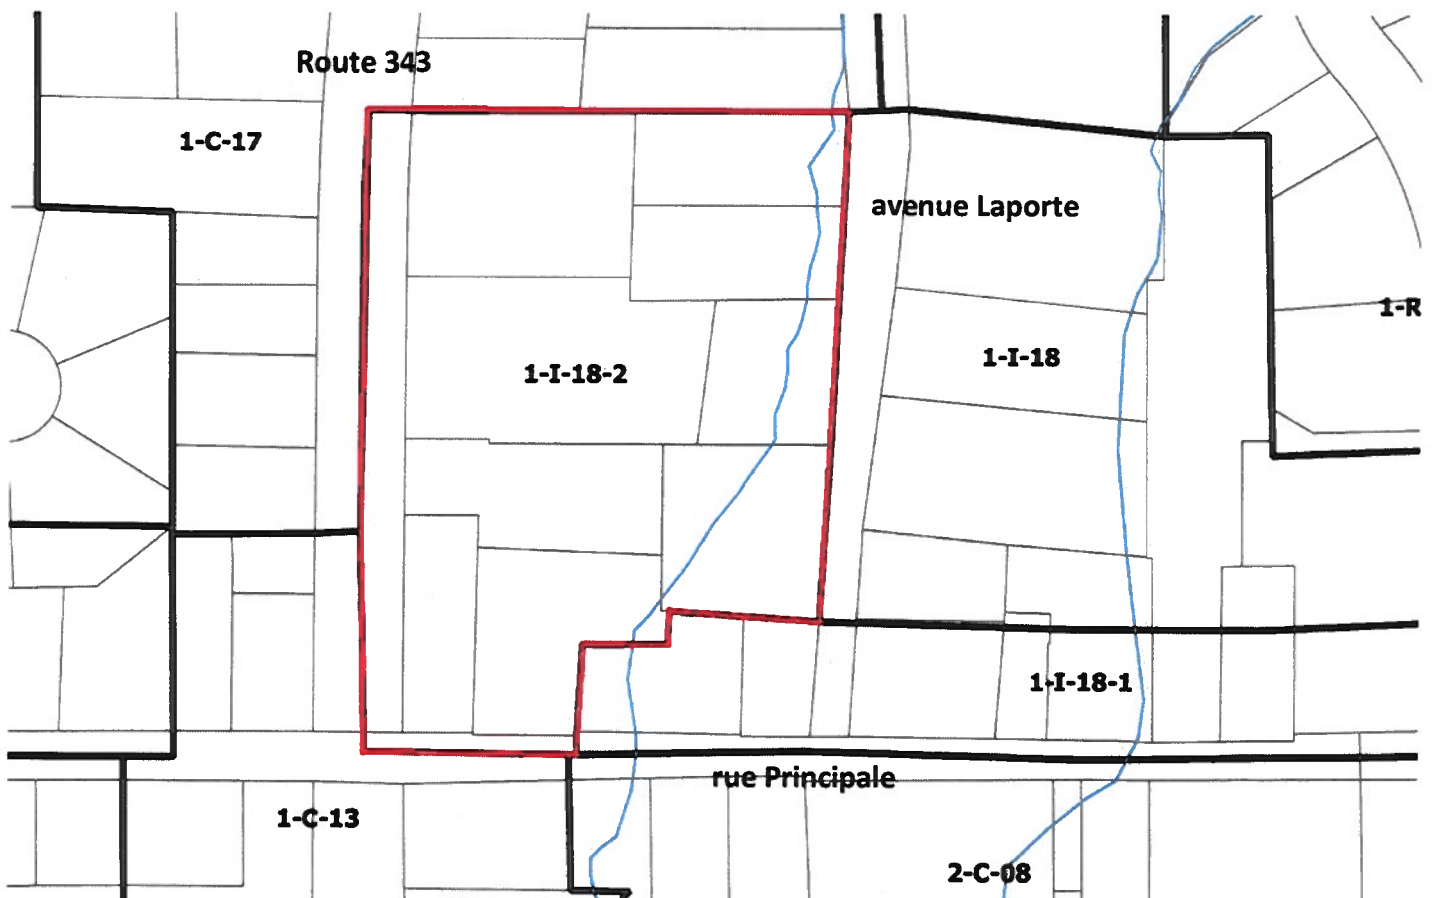 Route 343
1-C-17
avenue Laporte
1-R
1-I-18
1-I-18-2
1-I-18-1
rue Principale
1-C-13
2-C-08